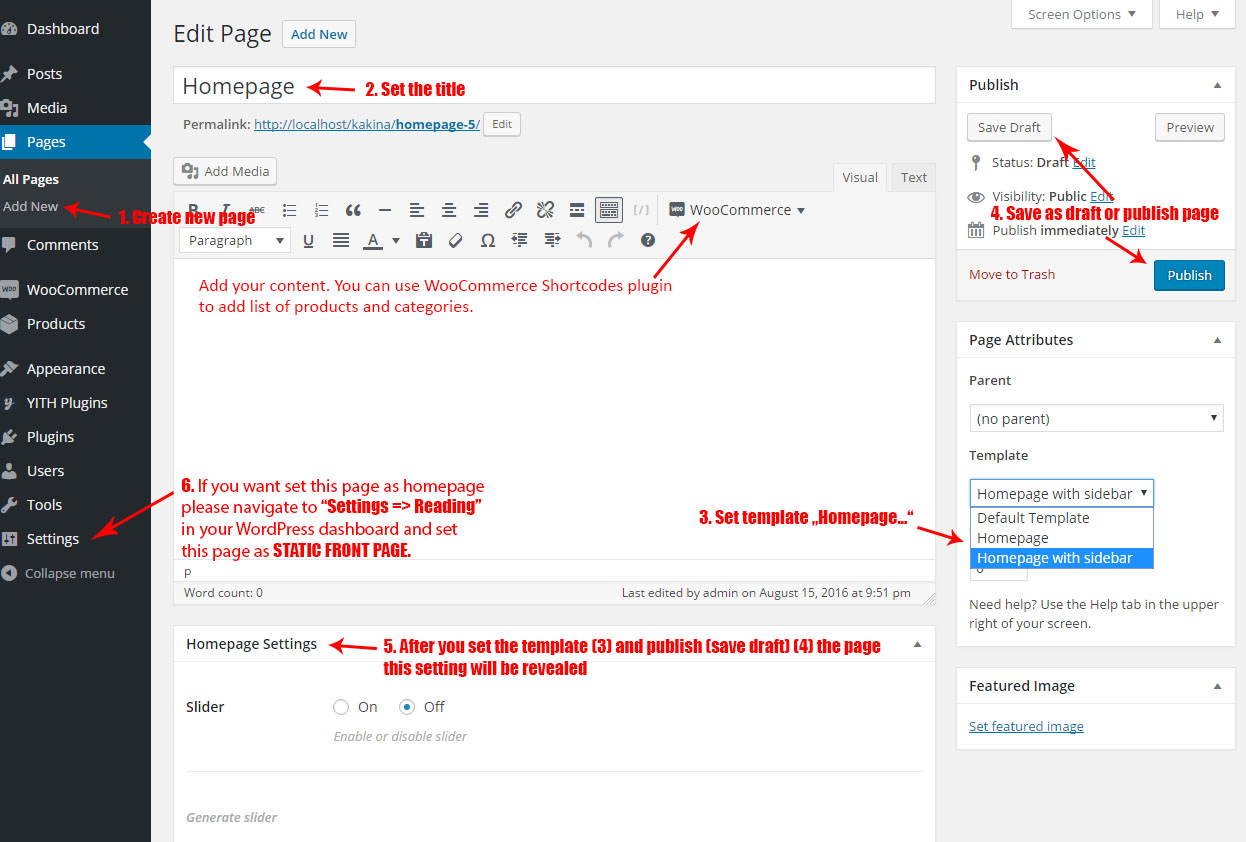 Screen Options ▼
Help ▼
Dashboard
Posts
Media
Pages
All Pages
Add New
1. Create new page
Comments
WooCommerce
Products
Appearance
YITH Plugins
Plugins
Users
Tools
Settings
Collapse menu
Edit Page Add New
Homepage
2. Set the title
Permalink: http://localhost/kakina/homepage-5/ Edit
Add Media
Visual Text
B I ABC WooCommerce ▼
Paragraph ▼ U A ▼ Ω
Add your content. You can use WooCommerce Shortcodes plugin
to add list of products and categories.
6. If you want set this page as homepage
please navigate to “Settings => Reading”
in your WordPress dashboard and set
this page as STATIC FRONT PAGE.
p
Word count: 0 Last edited by admin on August 15, 2016 at 9:51 pm
Homepage Settings
5. After you set the template (3) and publish (save draft) (4) the page
this setting will be revealed
Slider On Off
Enable or disable slider
Generate slider
Publish
Save Draft Preview
Status: Draft Edit
Visibility: Public Edit
4. Save as draft or publish page
Publish immediately Edit
Move to Trash Publish
Page Attributes
Parent
(no parent)
Template
Homepage with sidebar
3. Set template „Homepage...“
Default Template
Homepage
Homepage with sidebar
Need help? Use the Help tab in the upper
right of your screen.
Featured Image
Set featured image